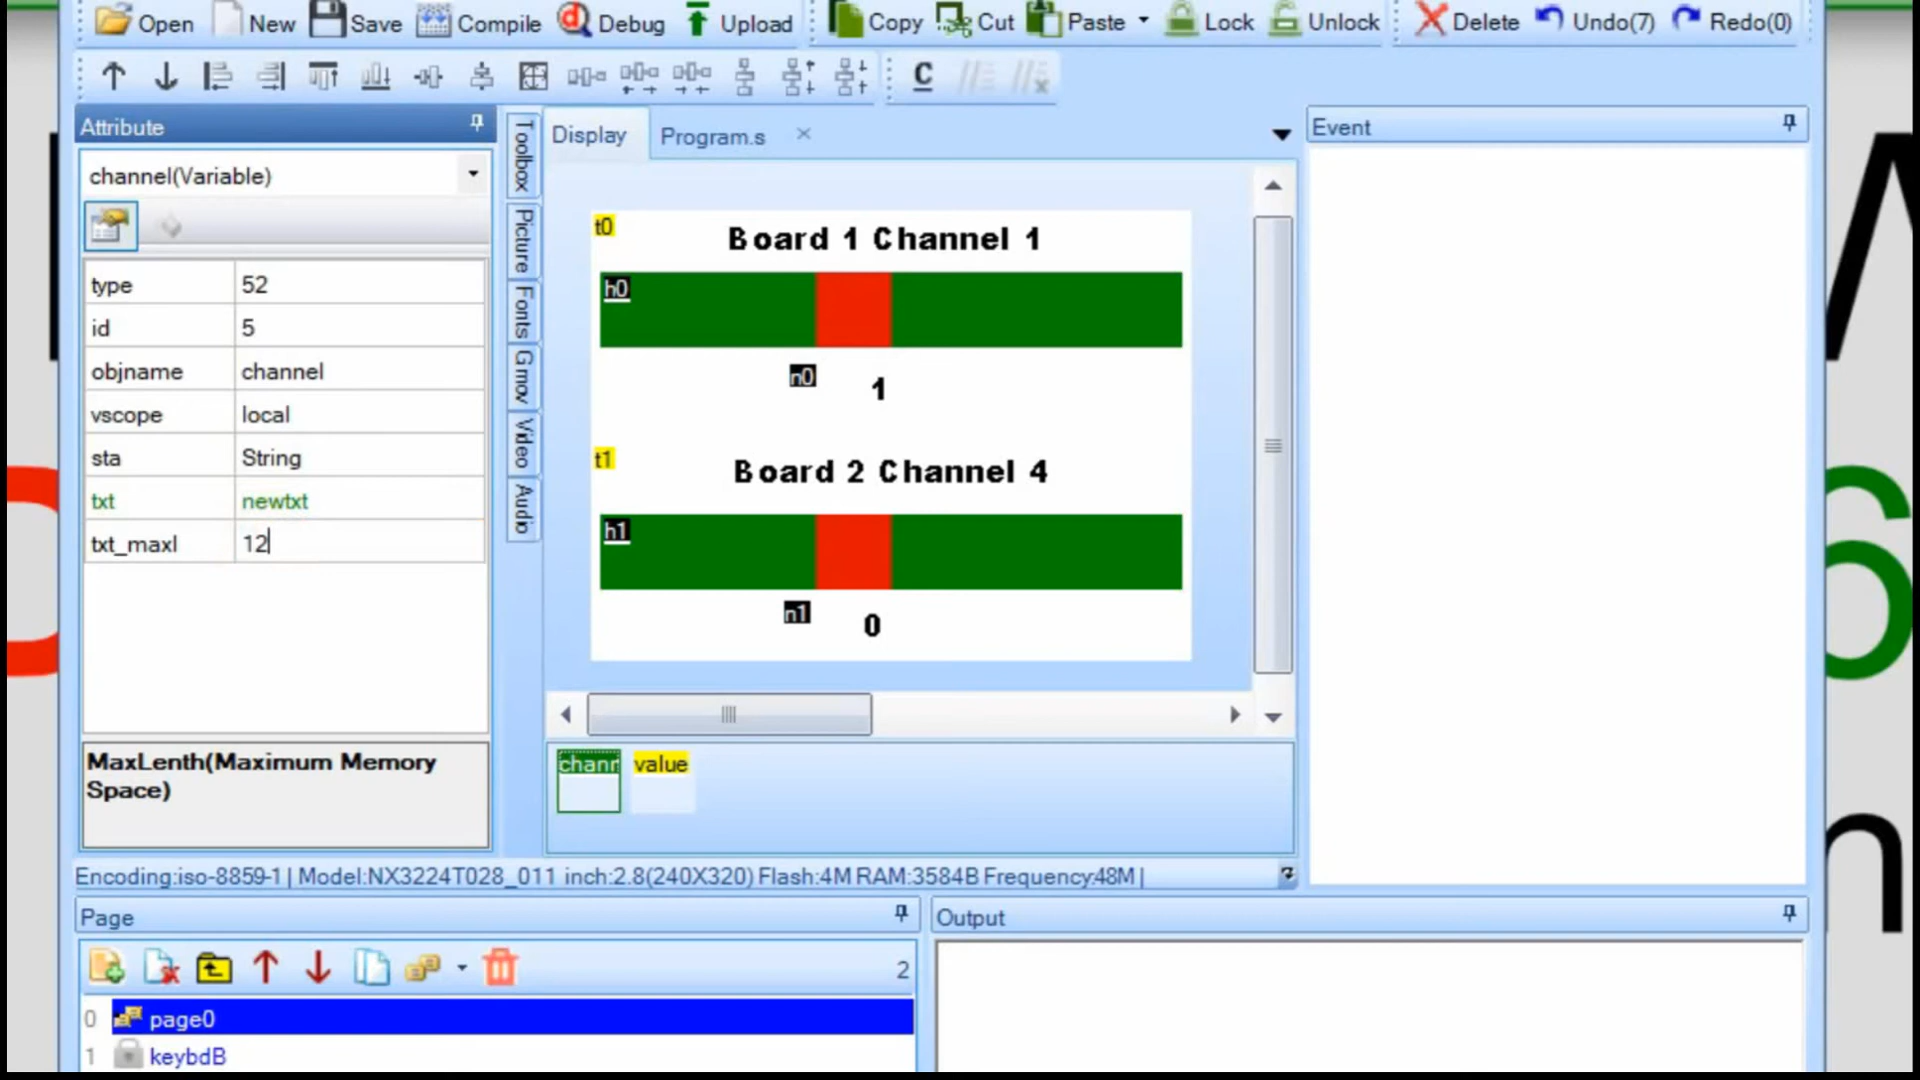 Open New Save Compile Debug Upload Copy Cut Paste Lock Unlock Delete Undo(7) Redo(0)
C
Attribute
channel(Variable)
type 52
id 5
objname channel
vscope local
sta String
txt newtxt
txt_maxl 12
MaxLenth(Maximum Memory
Space)
Toolbox
Picture
Fonts
Gmov
Video
Audio
Display Program.s
t0
Board 1 Channel 1
h0
n0
1
t1
Board 2 Channel 4
h1
n1
0
chanr value
Event
Encoding:iso-8859-1 | Model:NX3224T028_011 inch:2.8(240X320) Flash:4M RAM:3584B Frequency:48M |
Page
2
0 page0
1 keybdB
Output